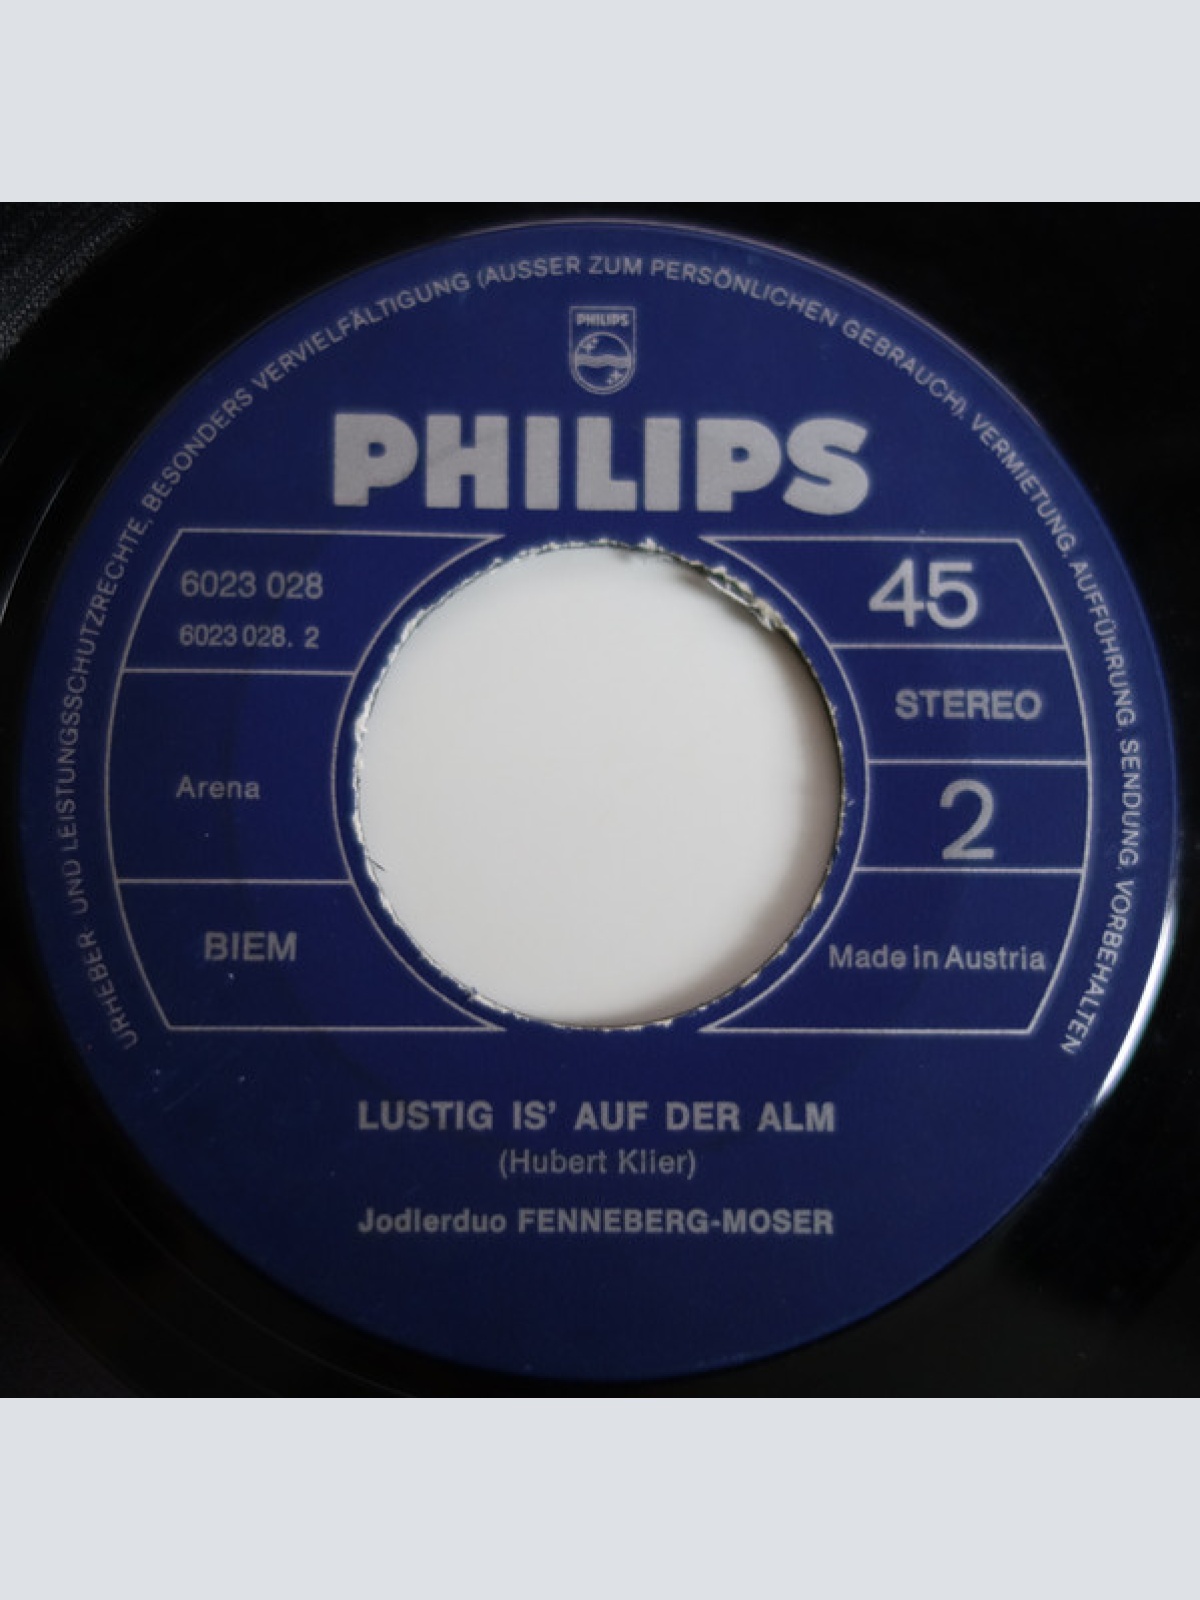 URHEBER- UND LEISTUNGSSCHUTZRECHTE, BESONDERS VERVIELFÄLTIGUNG (AUSSER ZUM PERSÖNLICHEN GEBRAUCH), VERMIETUNG, AUFFÜHRUNG, SENDUNG, VORBEHALTEN
PHILIPS
PHILIPS
6023 028
6023 028. 2
Arena
BIEM
45
STEREO
2
Made in Austria
LUSTIG IS' AUF DER ALM
(Hubert Klier)
Jodlerduo FENNEBERG-MOSER